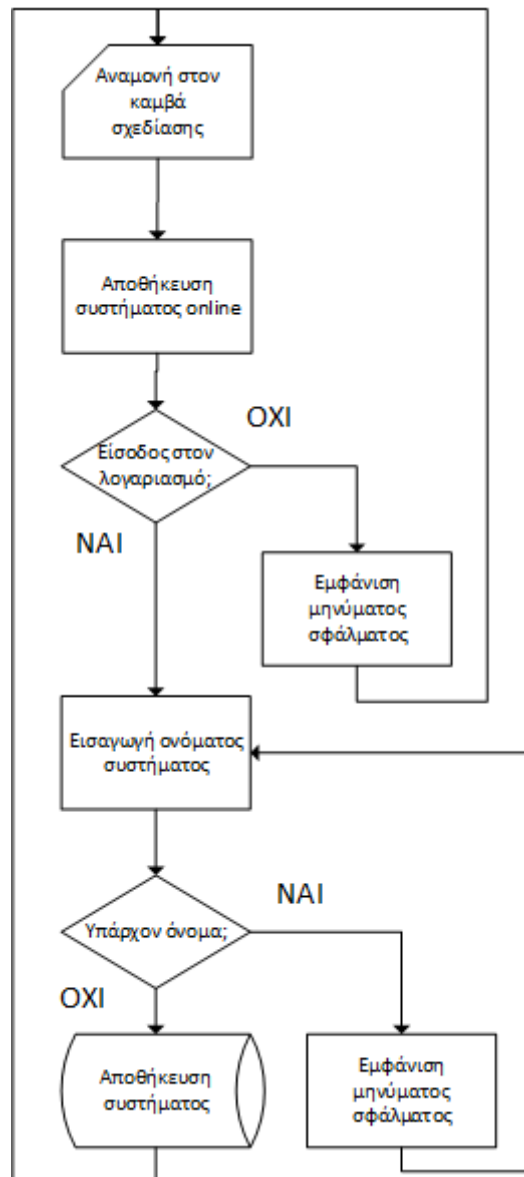 Αναμονή στον
καμβά
σχεδίασης
Αποθήκευση
συστήματος online
ΟΧΙ
Είσοδος στον
λογαριασμό;
ΝΑΙ
Εμφάνιση
μηνύματος
σφάλματος
Εισαγωγή ονόματος
συστήματος
ΝΑΙ
Υπάρχον όνομα;
ΟΧΙ
Αποθήκευση
συστήματος
Εμφάνιση
μηνύματος
σφάλματος